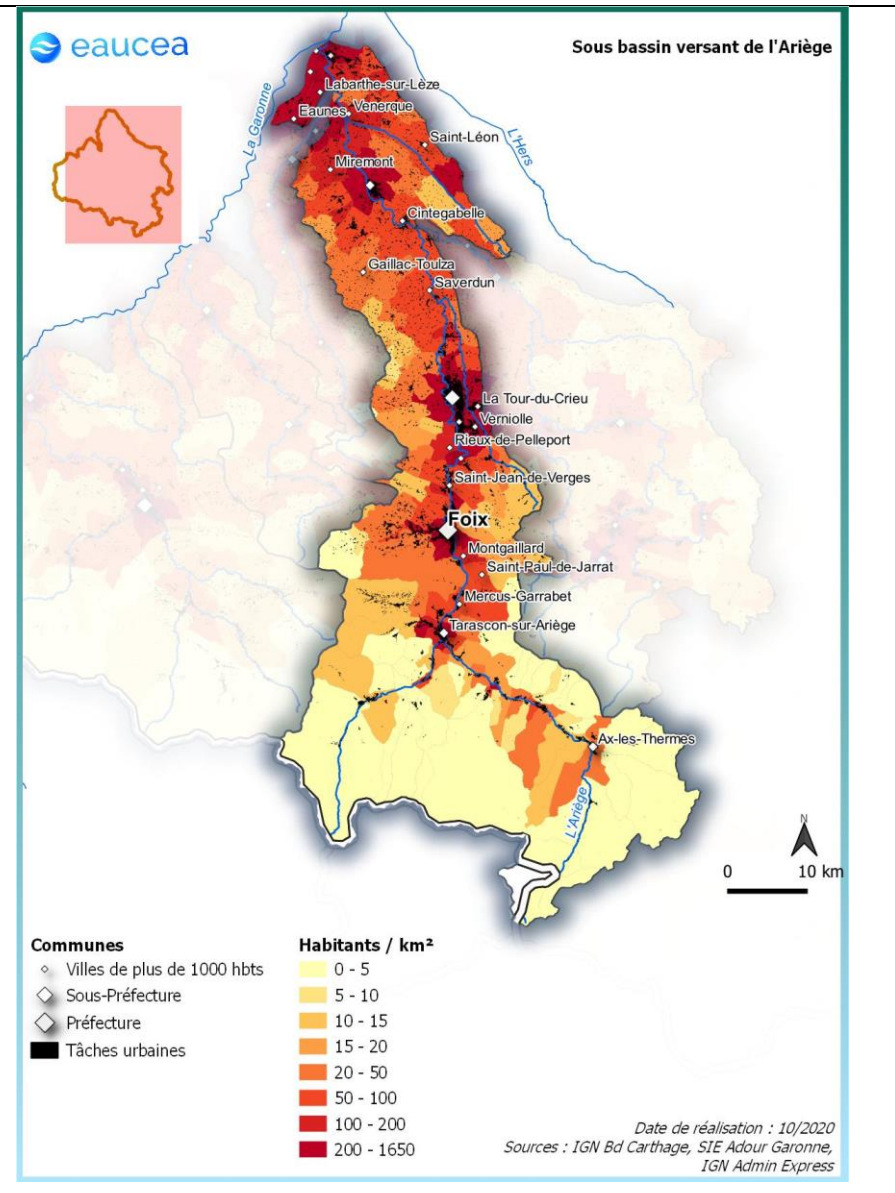 eaucea
Sous bassin versant de l'Ariège
La Garonne
Labarthe-sur-Lèze
Eaunes
Venerque
Saint-Léon
L'Hers
Miremont
Cintegabelle
Gaillac-Toulza
Saverdun
La Tour-du-Crieu
Verniolle
Rieux-de-Pelleport
Saint-Jean-de-Verges
Foix
Montgaillard
Saint-Paul-de-Jarrat
Mercus-Garrabet
Tarascon-sur-Ariège
Ax-les-Thermes
L'Ariège
N
0 10 km
Communes
Villes de plus de 1000 hbts
Sous-Préfecture
Préfecture
Tâches urbaines
Habitants / km²
0 - 5
5 - 10
10 - 15
15 - 20
20 - 50
50 - 100
100 - 200
200 - 1650
Date de réalisation : 10/2020
Sources : IGN Bd Carthage, SIE Adour Garonne,
IGN Admin Express